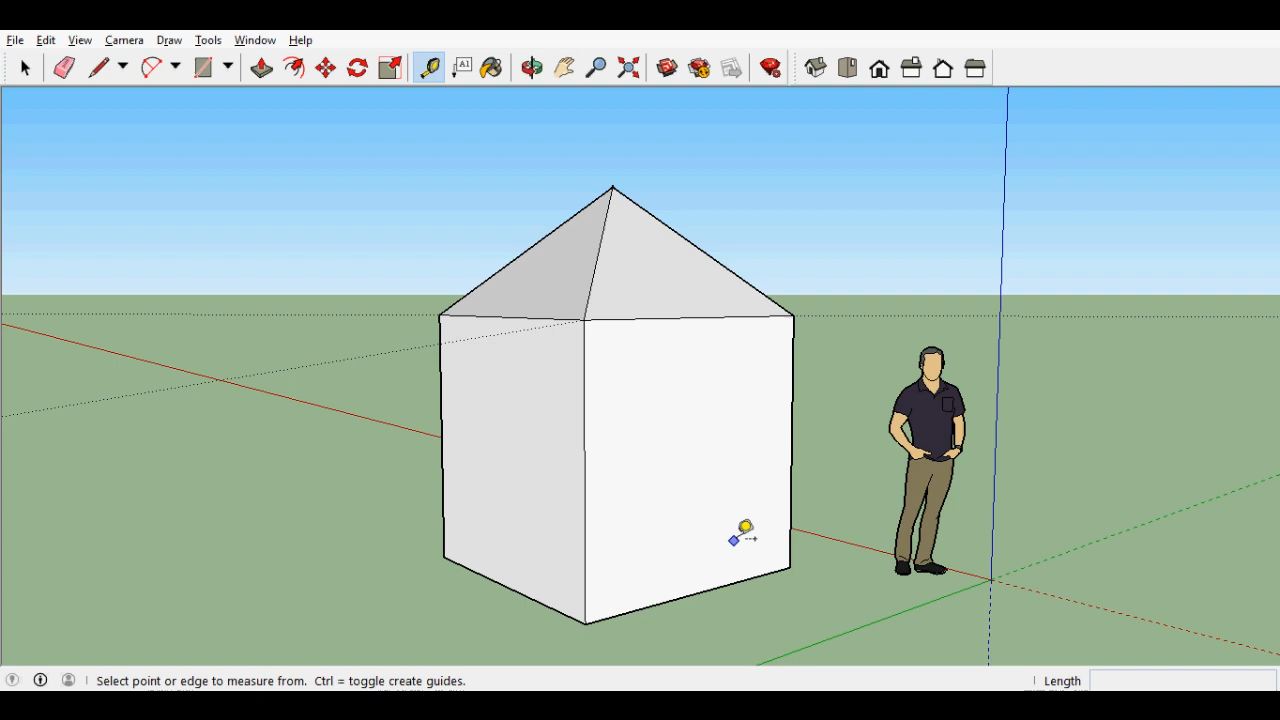 File Edit View Camera Draw Tools Window Help
A1
Select point or edge to measure from. Ctrl = toggle create guides.
Length